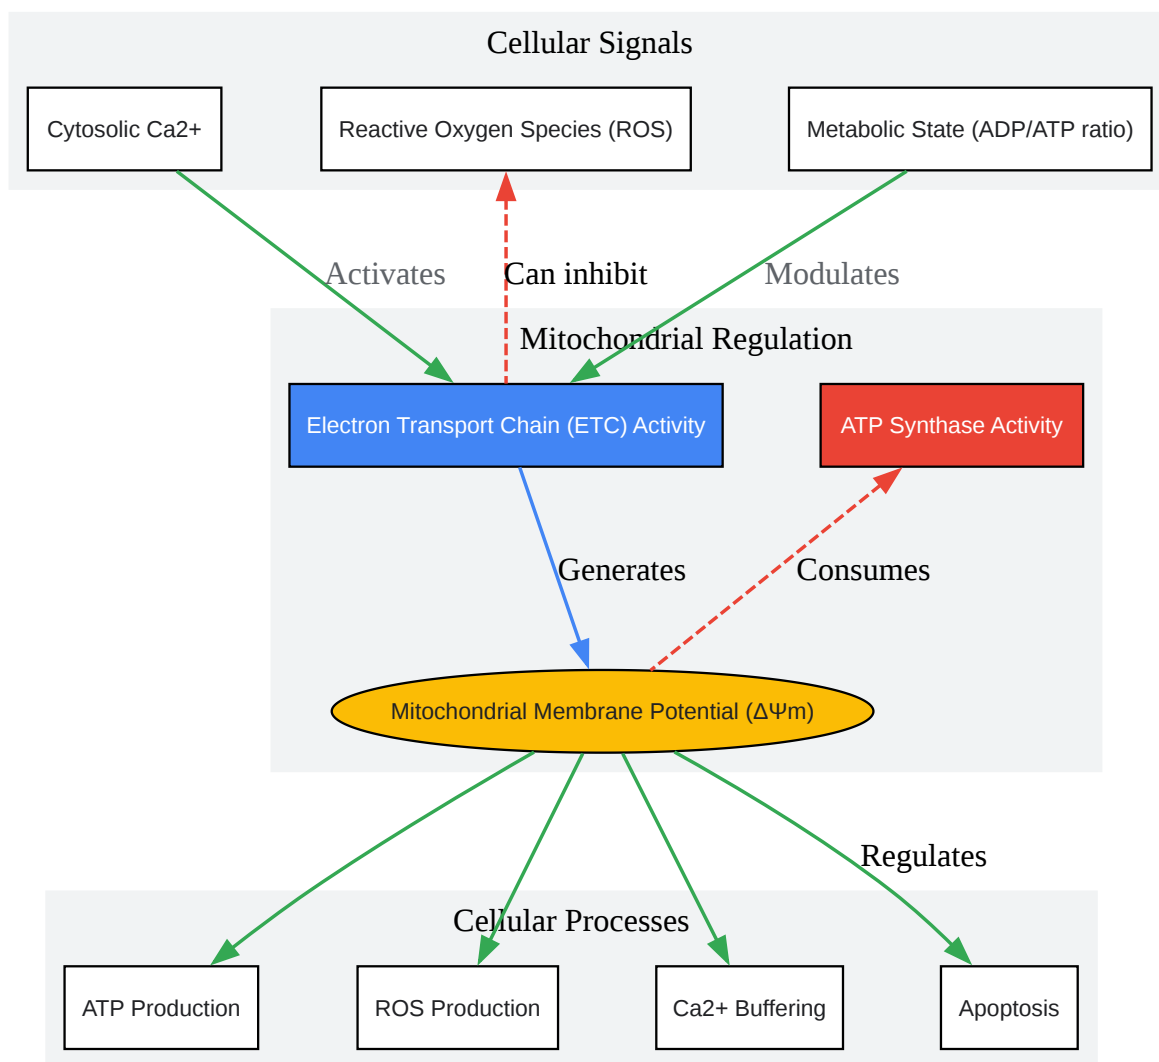 Cellular Signals
Cytosolic Ca2+
Reactive Oxygen Species (ROS)
Metabolic State (ADP/ATP ratio)
Activates
Can inhibit
Modulates
Mitochondrial Regulation
Electron Transport Chain (ETC) Activity
ATP Synthase Activity
Generates
Consumes
Mitochondrial Membrane Potential (ΔΨm)
Regulates
Cellular Processes
ATP Production
ROS Production
Ca2+ Buffering
Apoptosis